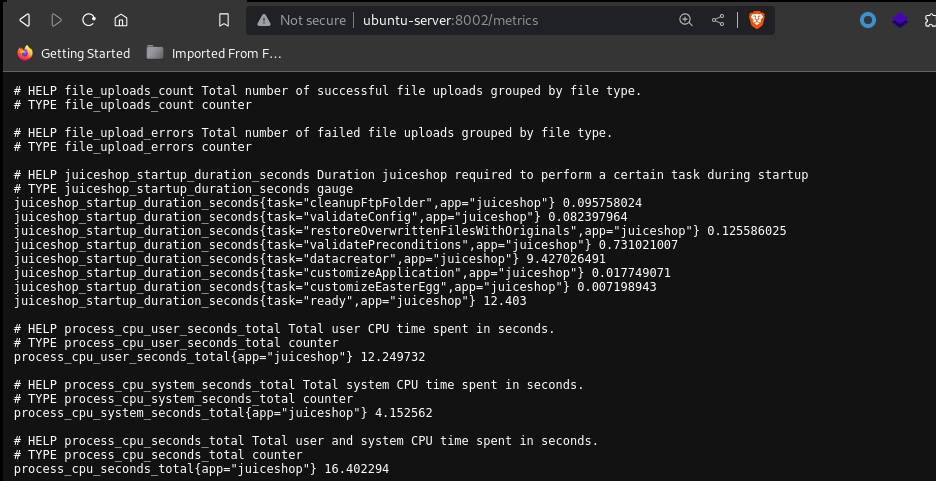 Not secure | ubuntu-server:8002/metrics
Getting Started Imported From F...
# HELP file_uploads_count Total number of successful file uploads grouped by file type.
# TYPE file_uploads_count counter
# HELP file_upload_errors Total number of failed file uploads grouped by file type.
# TYPE file_upload_errors counter
# HELP juiceshop_startup_duration_seconds Duration juiceshop required to perform a certain task during startup
# TYPE juiceshop_startup_duration_seconds gauge
juiceshop_startup_duration_seconds{task="cleanupFtpFolder",app="juiceshop"} 0.095758024
juiceshop_startup_duration_seconds{task="validateConfig",app="juiceshop"} 0.082397964
juiceshop_startup_duration_seconds{task="restoreOverwrittenFilesWithOriginals",app="juiceshop"} 0.125586025
juiceshop_startup_duration_seconds{task="validatePreconditions",app="juiceshop"} 0.731021007
juiceshop_startup_duration_seconds{task="datacreator",app="juiceshop"} 9.427026491
juiceshop_startup_duration_seconds{task="customizeApplication",app="juiceshop"} 0.017749071
juiceshop_startup_duration_seconds{task="customizeEasterEgg",app="juiceshop"} 0.007198943
juiceshop_startup_duration_seconds{task="ready",app="juiceshop"} 12.403
# HELP process_cpu_user_seconds_total Total user CPU time spent in seconds.
# TYPE process_cpu_user_seconds_total counter
process_cpu_user_seconds_total{app="juiceshop"} 12.249732
# HELP process_cpu_system_seconds_total Total system CPU time spent in seconds.
# TYPE process_cpu_system_seconds_total counter
process_cpu_system_seconds_total{app="juiceshop"} 4.152562
# HELP process_cpu_seconds_total Total user and system CPU time spent in seconds.
# TYPE process_cpu_seconds_total counter
process_cpu_seconds_total{app="juiceshop"} 16.402294